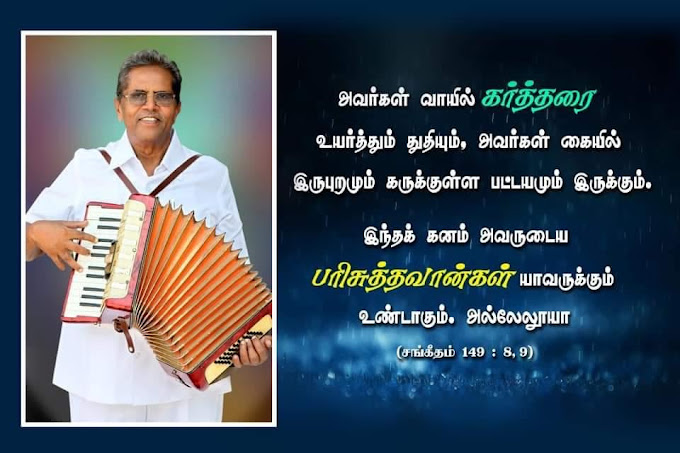 அவர்கள் வாயில் கர்த்தரை
உயர்த்தும் துதியும், அவர்கள் கையில்
இருபுறமும் கருக்குள்ள பட்டயமும் இருக்கும்.
இந்தக் கனம் அவருடைய
பரிசுத்தவான்கள் யாவருக்கும்
உண்டாகும். அல்லேலூயா
(சங்கீதம் 149 : 8, 9)